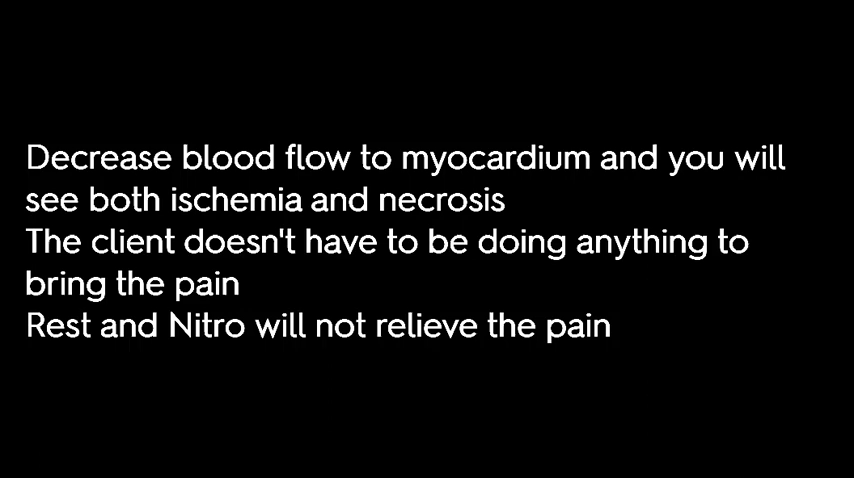 Decrease blood flow to myocardium and you will
see both ischemia and necrosis
The client doesn't have to be doing anything to
bring the pain
Rest and Nitro will not relieve the pain